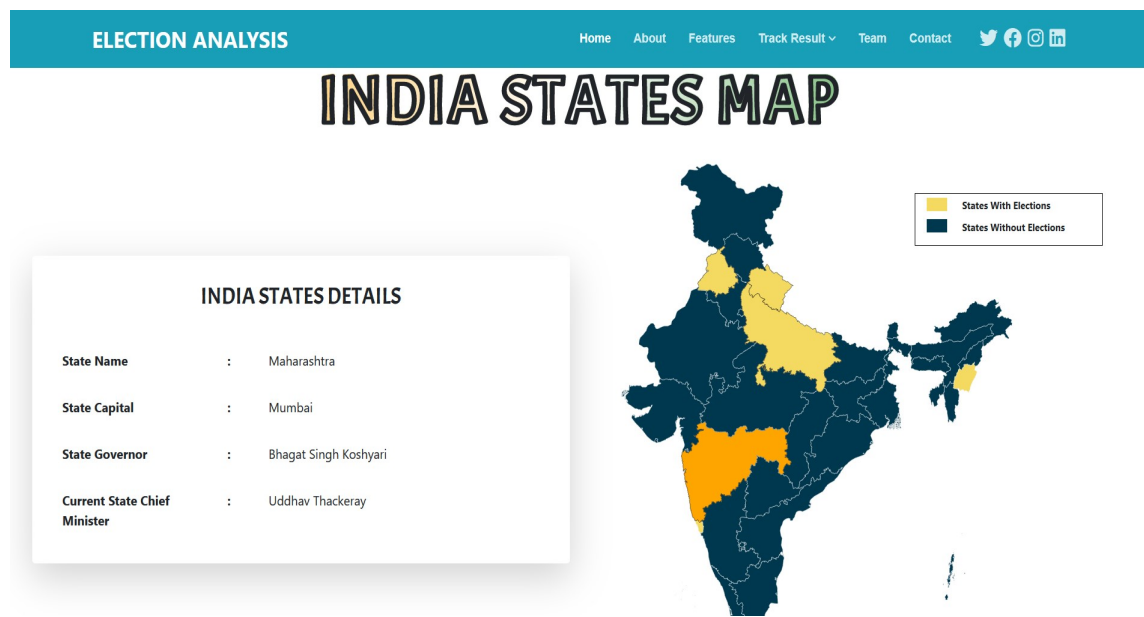 ELECTION ANALYSIS
Home About Features Track Result Team Contact
INDIA STATES MAP
States With Elections
States Without Elections
INDIA STATES DETAILS
State Name : Maharashtra
State Capital : Mumbai
State Governor : Bhagat Singh Koshyari
Current State Chief : Uddhav Thackeray
Minister